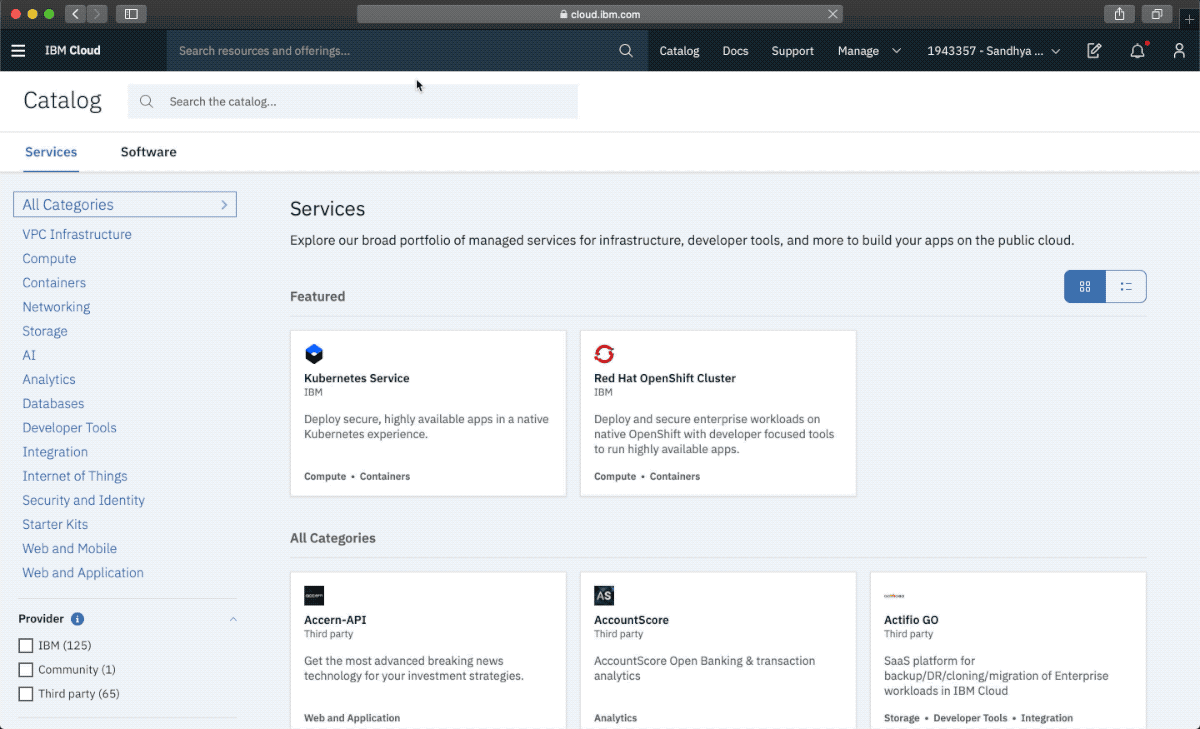 cloud.ibm.com
IBM Cloud
Search resources and offerings...
Catalog
Docs
Support
Manage
1943357 - Sandhya ...
Catalog
Search the catalog...
Services
Software
All Categories
VPC Infrastructure
Compute
Containers
Networking
Storage
AI
Analytics
Databases
Developer Tools
Integration
Internet of Things
Security and Identity
Starter Kits
Web and Mobile
Web and Application
Provider
IBM (125)
Community (1)
Third party (65)
Services
Explore our broad portfolio of managed services for infrastructure, developer tools, and more to build your apps on the public cloud.
Featured
Kubernetes Service
IBM
Deploy secure, highly available apps in a native
Kubernetes experience.
Compute • Containers
Red Hat OpenShift Cluster
IBM
Deploy and secure enterprise workloads on
native OpenShift with developer focused tools
to run highly available apps.
Compute • Containers
All Categories
Accern-API
Third party
Get the most advanced breaking news
technology for your investment strategies.
Web and Application
AS
AccountScore
Third party
AccountScore Open Banking & transaction
analytics
Analytics
Actifio GO
Third party
SaaS platform for
backup/DR/cloning/migration of Enterprise
workloads in IBM Cloud
Storage • Developer Tools • Integration